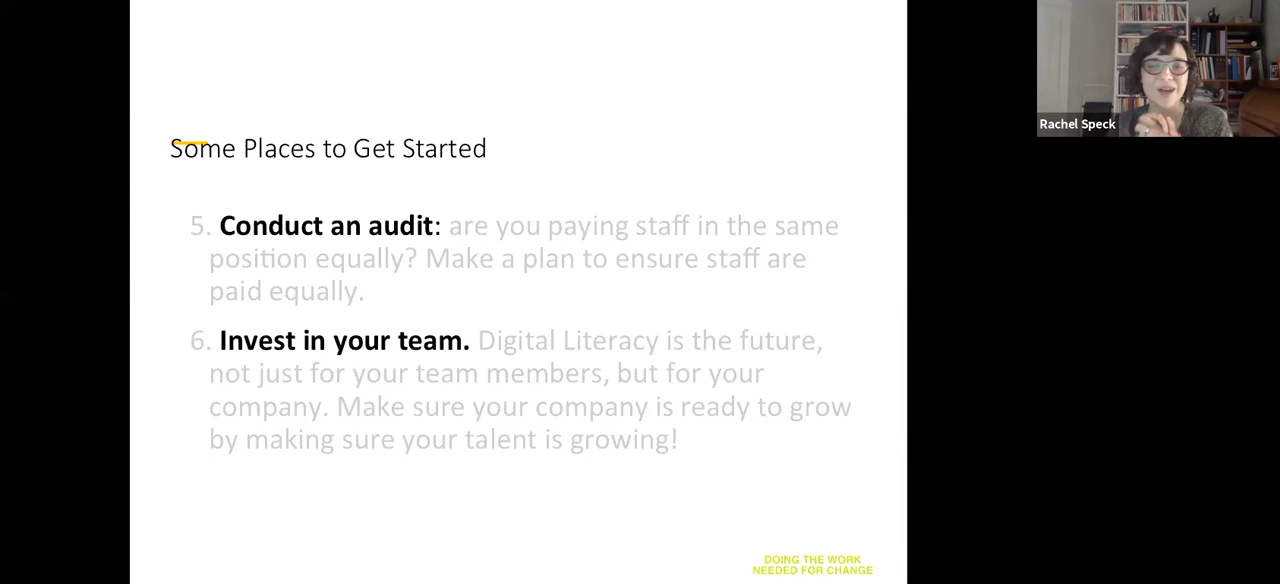 Rachel Speck
Some Places to Get Started
5. Conduct an audit: are you paying staff in the same
position equally? Make a plan to ensure staff are
paid equally.
6. Invest in your team. Digital Literacy is the future,
not just for your team members, but for your
company. Make sure your company is ready to grow
by making sure your talent is growing!
DOING THE WORK
NEEDED FOR CHANGE